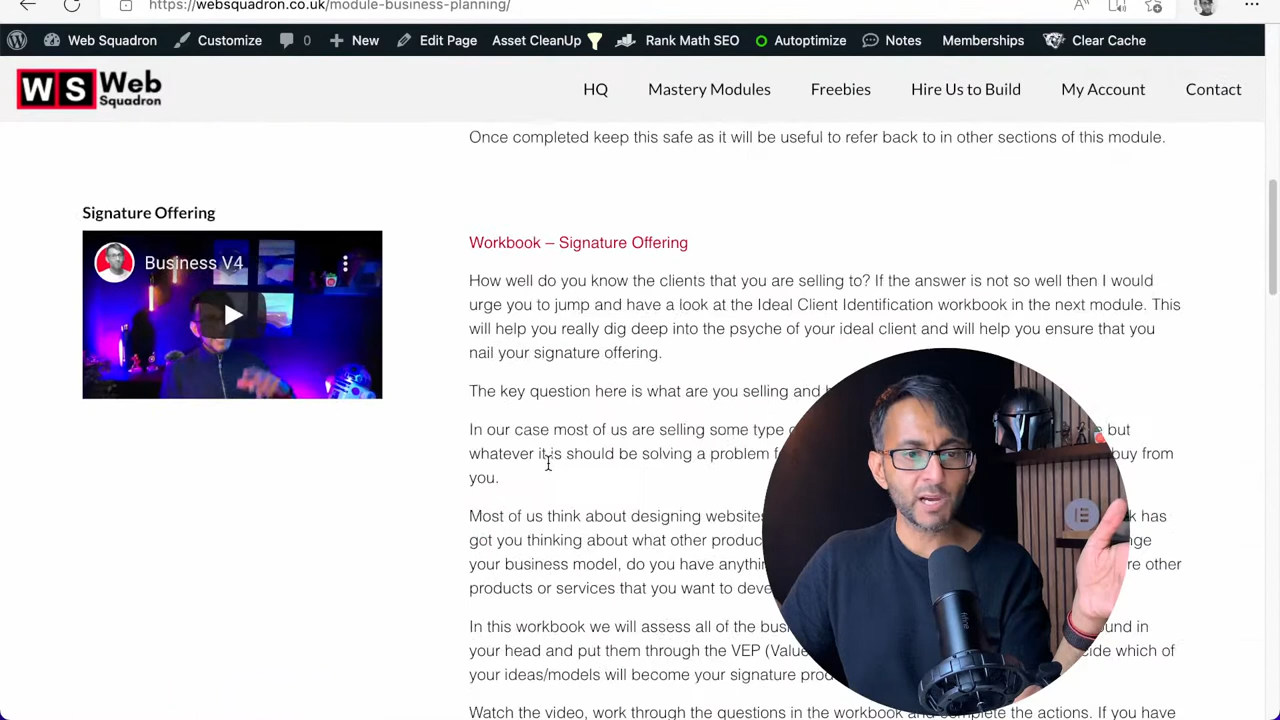 https://websquadron.co.uk/module-business-planning/
Web Squadron Customize 0 New Edit Page Asset CleanUp Rank Math SEO Autoptimize Notes Memberships Clear Cache
WS Web Squadron
HQ Mastery Modules Freebies Hire Us to Build My Account Contact
Once completed keep this safe as it will be useful to refer back to in other sections of this module.
Signature Offering
Business V4
Workbook – Signature Offering
How well do you know the clients that you are selling to? If the answer is not so well then I would
urge you to jump and have a look at the Ideal Client Identification workbook in the next module. This
will help you really dig deep into the psyche of your ideal client and will help you ensure that you
nail your signature offering.
The key question here is what are you selling and
In our case most of us are selling some type but
whatever it is should be solving a problem buy from
you.
Most of us think about designing websites has
got you thinking about what other
your business model, do you have other
products or services that you want to
In this workbook we will assess all of the in
your head and put them through the VEP which of
your ideas/models will become your signature
Watch the video, work through the questions in the workbook and complete the actions. If you have